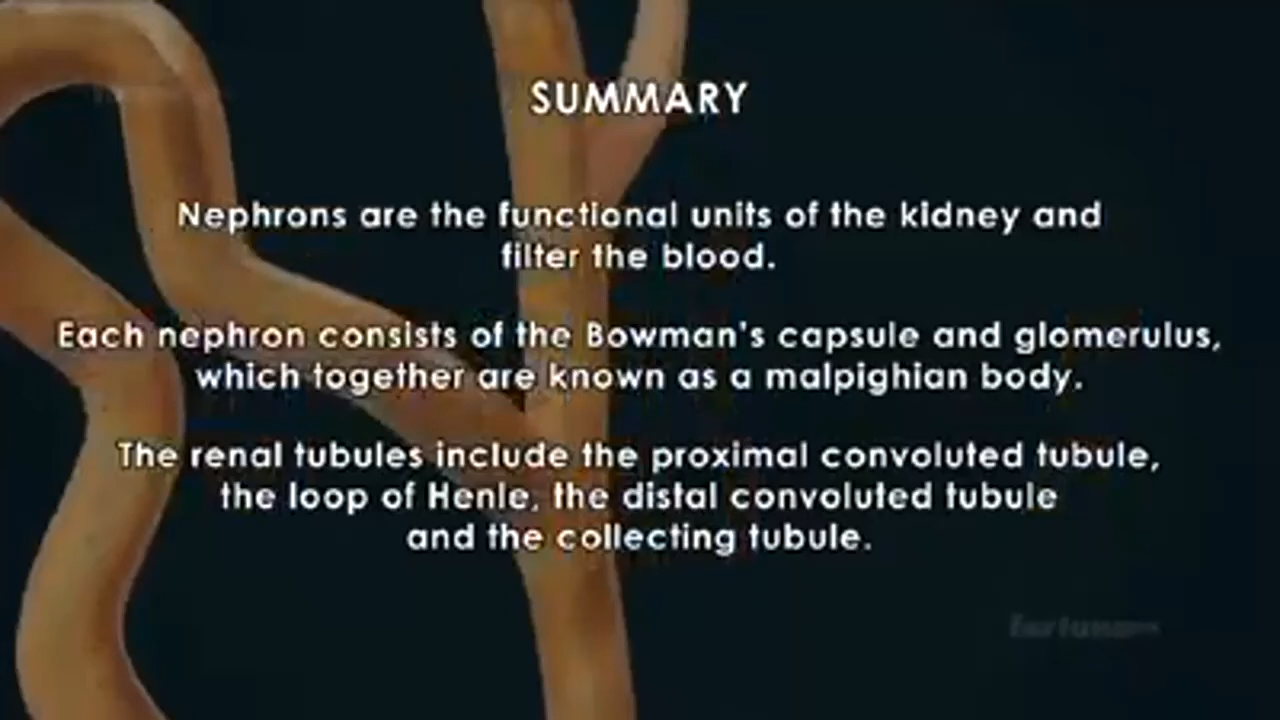 SUMMARY
Nephrons are the functional units of the kidney and
filter the blood.
Each nephron consists of the Bowman's capsule and glomerulus,
which together are known as a malpighian body.
The renal tubules include the proximal convoluted tubule,
the loop of Henle, the distal convoluted tubule
and the collecting tubule.